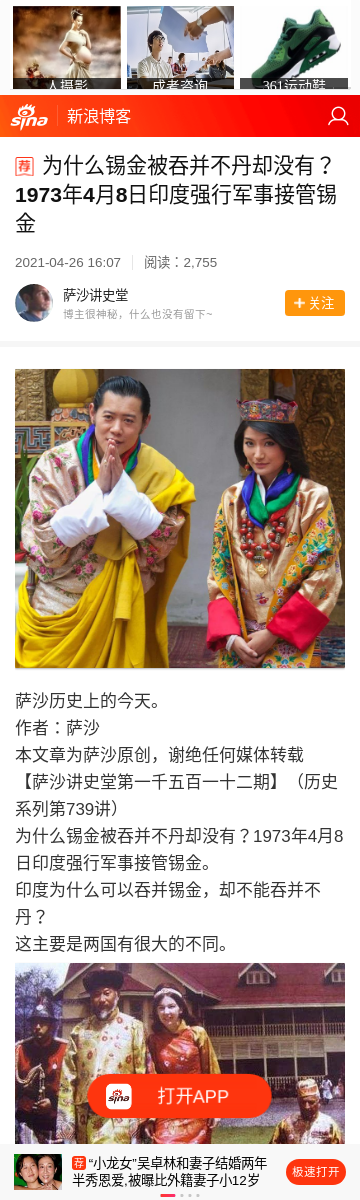 人摄影
成考咨询
361运动鞋
sina
新浪博客
荐 为什么锡金被吞并不丹却没有？
1973年4月8日印度强行军事接管锡
金
2021-04-26 16:07 阅读：2,755
萨沙讲史堂
博主很神秘，什么也没有留下~
关注
萨沙历史上的今天。
作者：萨沙
本文章为萨沙原创，谢绝任何媒体转载
【萨沙讲史堂第一千五百一十二期】（历史
系列第739讲）
为什么锡金被吞并不丹却没有？1973年4月8
日印度强行军事接管锡金。
印度为什么可以吞并锡金，却不能吞并不
丹？
这主要是两国有很大的不同。
sina 打开APP
荐 “小龙女”吴卓林和妻子结婚两年
半秀恩爱,被曝比外籍妻子小12岁
极速打开